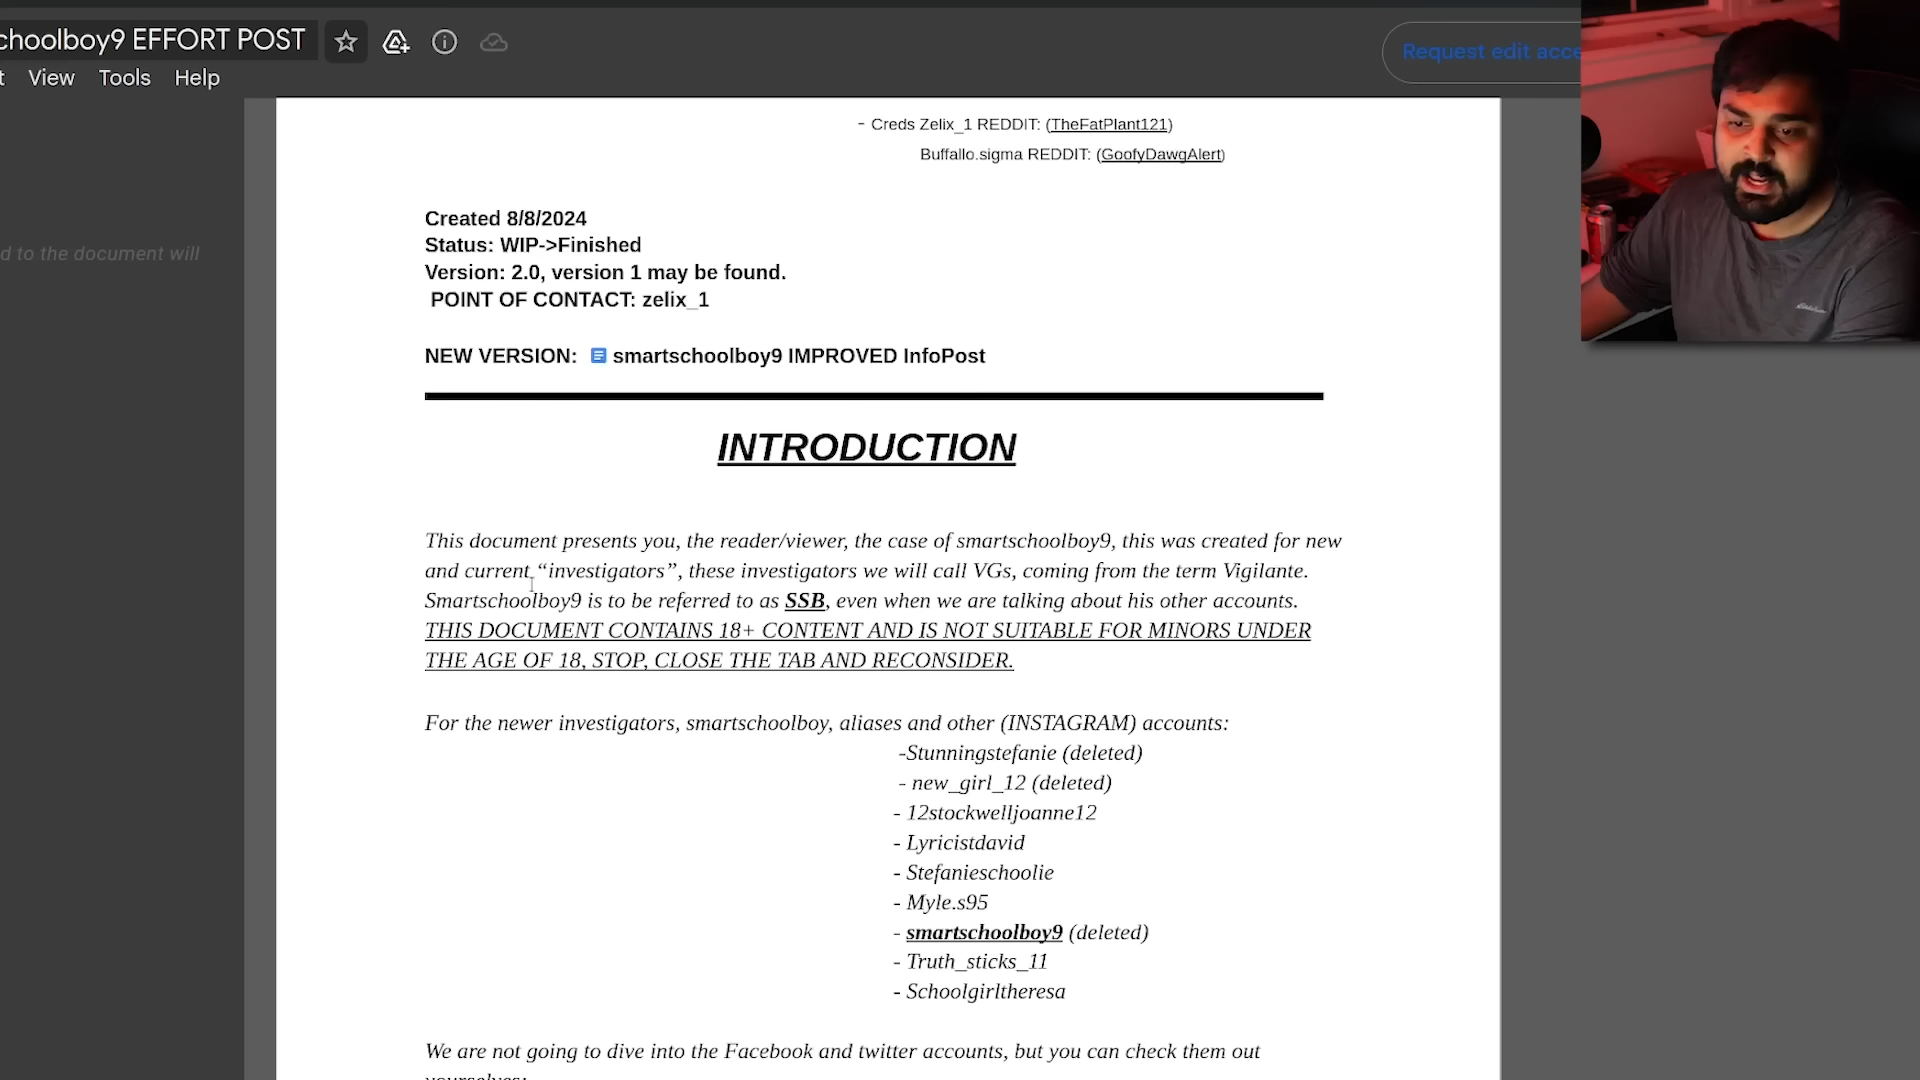 choolboy9 EFFORT POST
Request edit acce
t View Tools Help
- Creds Zelix_1 REDDIT: (TheFatPlant121)
Buffallo.sigma REDDIT: (GoofyDawgAlert)
Created 8/8/2024
Status: WIP->Finished
d to the document will
Version: 2.0, version 1 may be found.
POINT OF CONTACT: zelix_1
NEW VERSION: smartschoolboy9 IMPROVED InfoPost
INTRODUCTION
This document presents you, the reader/viewer, the case of smartschoolboy9, this was created for new
and current “investigators”, these investigators we will call VGs, coming from the term Vigilante.
Smartschoolboy9 is to be referred to as SSB, even when we are talking about his other accounts.
THIS DOCUMENT CONTAINS 18+ CONTENT AND IS NOT SUITABLE FOR MINORS UNDER
THE AGE OF 18, STOP, CLOSE THE TAB AND RECONSIDER.
For the newer investigators, smartschoolboy, aliases and other (INSTAGRAM) accounts:
-Stunningstefanie (deleted)
- new_girl_12 (deleted)
- 12stockwelljoanne12
- Lyricistdavid
- Stefanieschoolie
- Myle.s95
- smartschoolboy9 (deleted)
- Truth_sticks_11
- Schoolgirltheresa
We are not going to dive into the Facebook and twitter accounts, but you can check them out
yourselves: